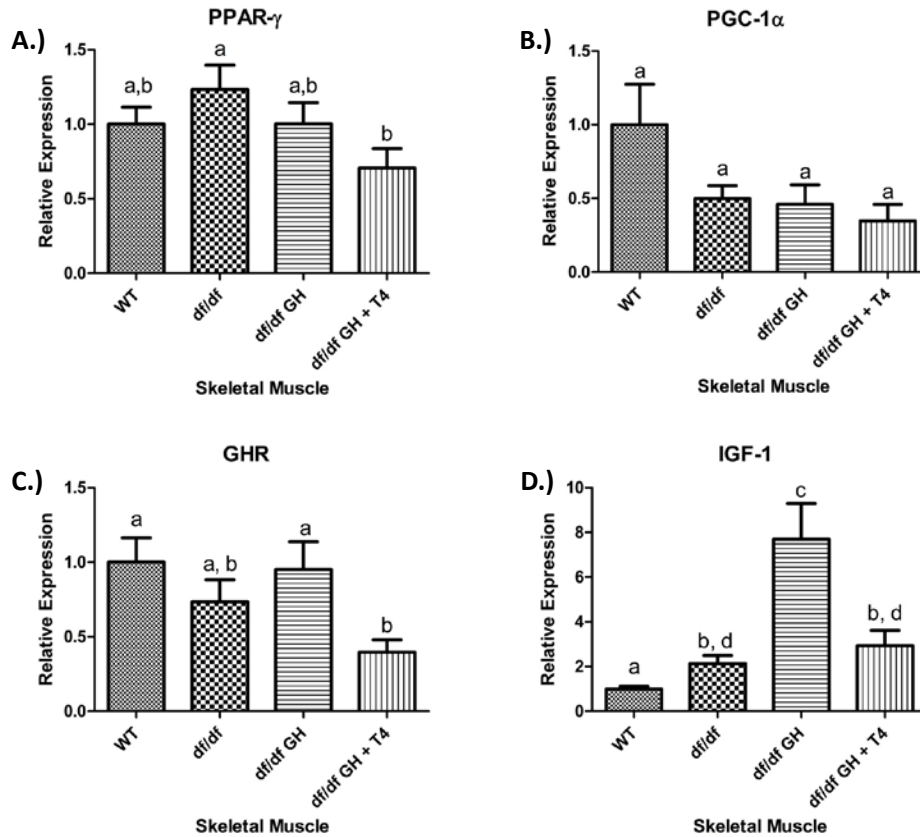 A.)
PPAR-γ
Relative Expression
1.5
1.0
0.5
0.0
a,b
a
a,b
b
WT
df/df
df/df GH
df/df GH + T4
Skeletal Muscle
B.)
PGC-1α
Relative Expression
1.5
1.0
0.5
0.0
a
a
a
a
WT
df/df
df/df GH
df/df GH + T4
Skeletal Muscle
C.)
GHR
Relative Expression
1.5
1.0
0.5
0.0
a
a, b
a
b
WT
df/df
df/df GH
df/df GH + T4
Skeletal Muscle
D.)
IGF-1
Relative Expression
10
8
6
4
2
0
a
b, d
c
b, d
WT
df/df
df/df GH
df/df GH + T4
Skeletal Muscle